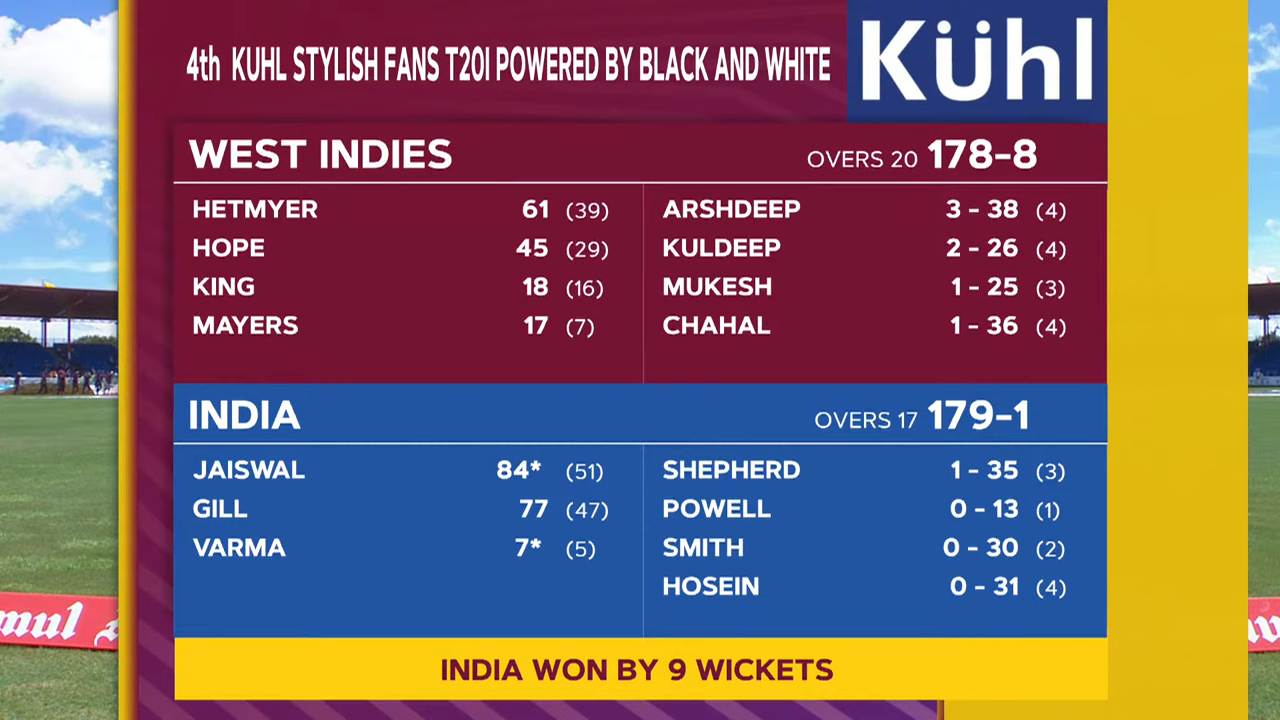 4th KUHL STYLISH FANS T20I POWERED BY BLACK AND WHITE
Kühl
WEST INDIES OVERS 20 178-8
HETMYER 61 (39) ARSHDEEP 3 - 38 (4)
HOPE 45 (29) KULDEEP 2 - 26 (4)
KING 18 (16) MUKESH 1 - 25 (3)
MAYERS 17 (7) CHAHAL 1 - 36 (4)
INDIA OVERS 17 179-1
JAISWAL 84* (51) SHEPHERD 1 - 35 (3)
GILL 77 (47) POWELL 0 - 13 (1)
VARMA 7* (5) SMITH 0 - 30 (2)
HOSEIN 0 - 31 (4)
INDIA WON BY 9 WICKETS